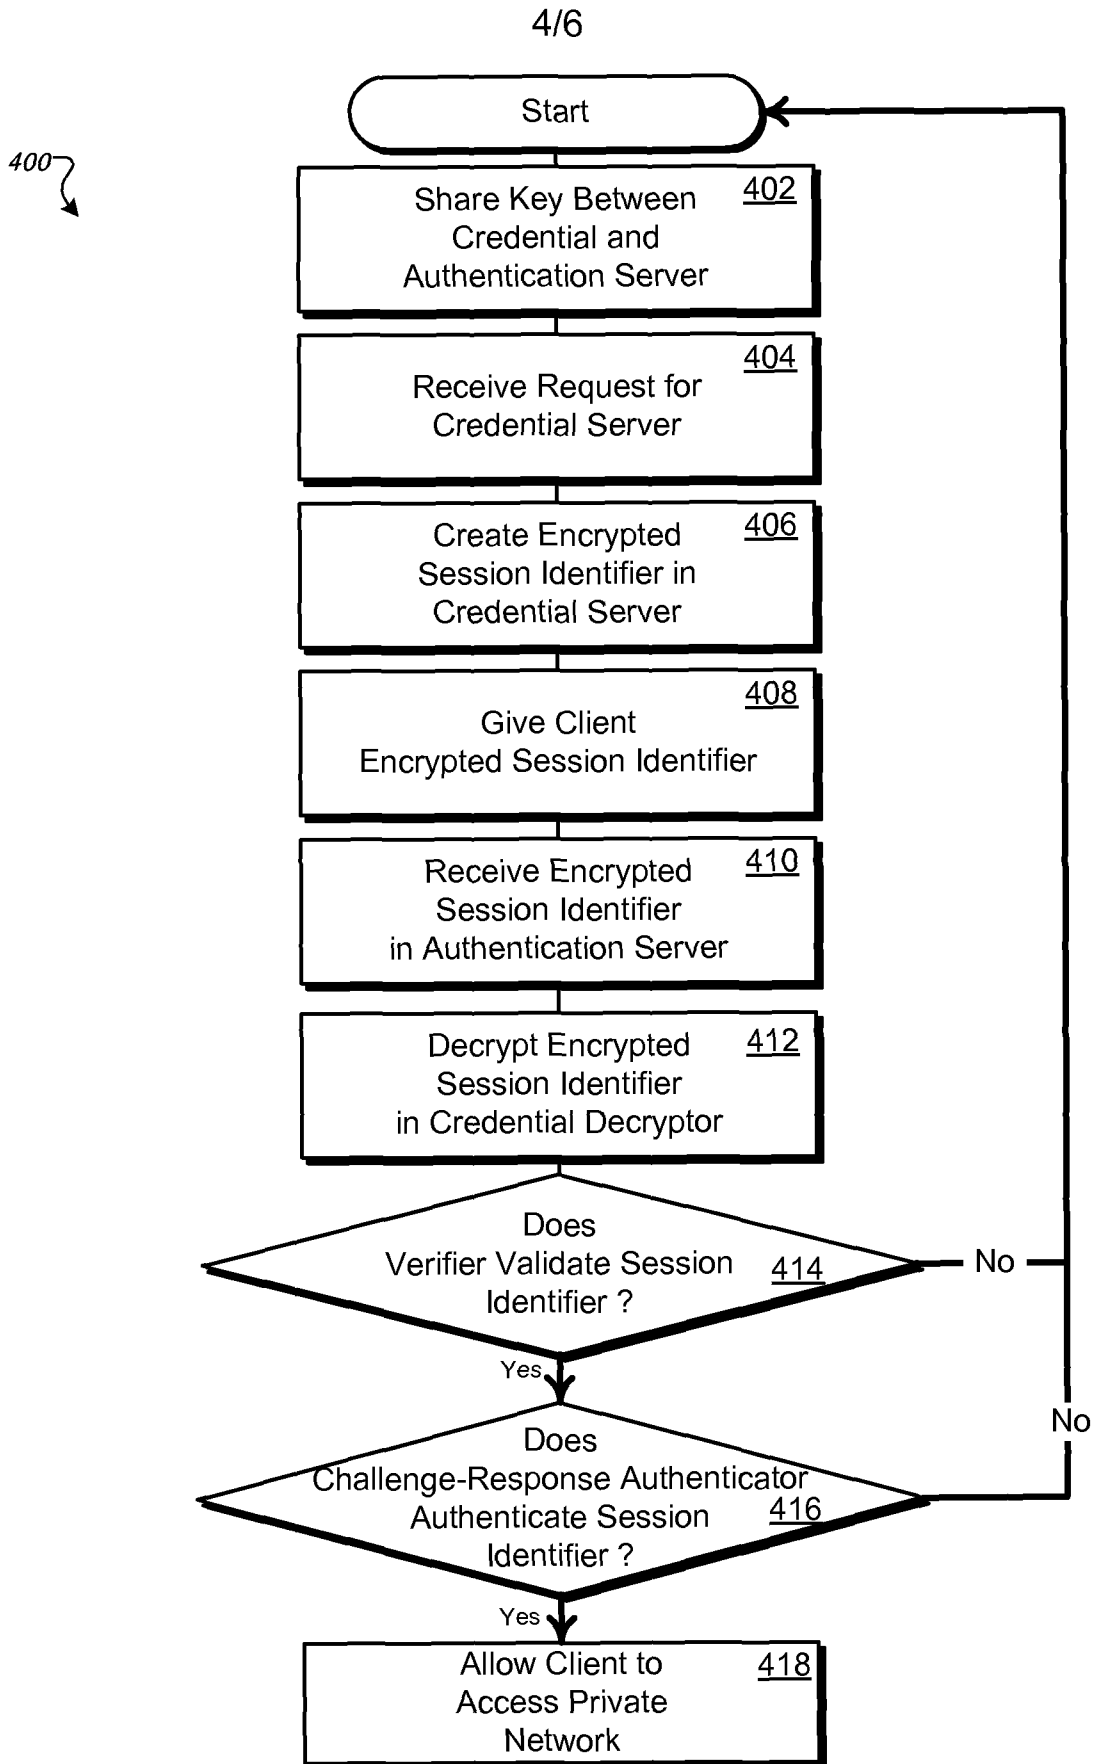 4/6
Start
400
402
Share Key Between
Credential and
Authentication Server
404
Receive Request for
Credential Server
406
Create Encrypted
Session Identifier in
Credential Server
408
Give Client
Encrypted Session Identifier
410
Receive Encrypted
Session Identifier
in Authentication Server
412
Decrypt Encrypted
Session Identifier
in Credential Decryptor
Does
Verifier Validate Session
Identifier ?
414
No
Yes
No
Does
Challenge-Response Authenticator
Authenticate Session
Identifier ?
416
Yes
418
Allow Client to
Access Private
Network